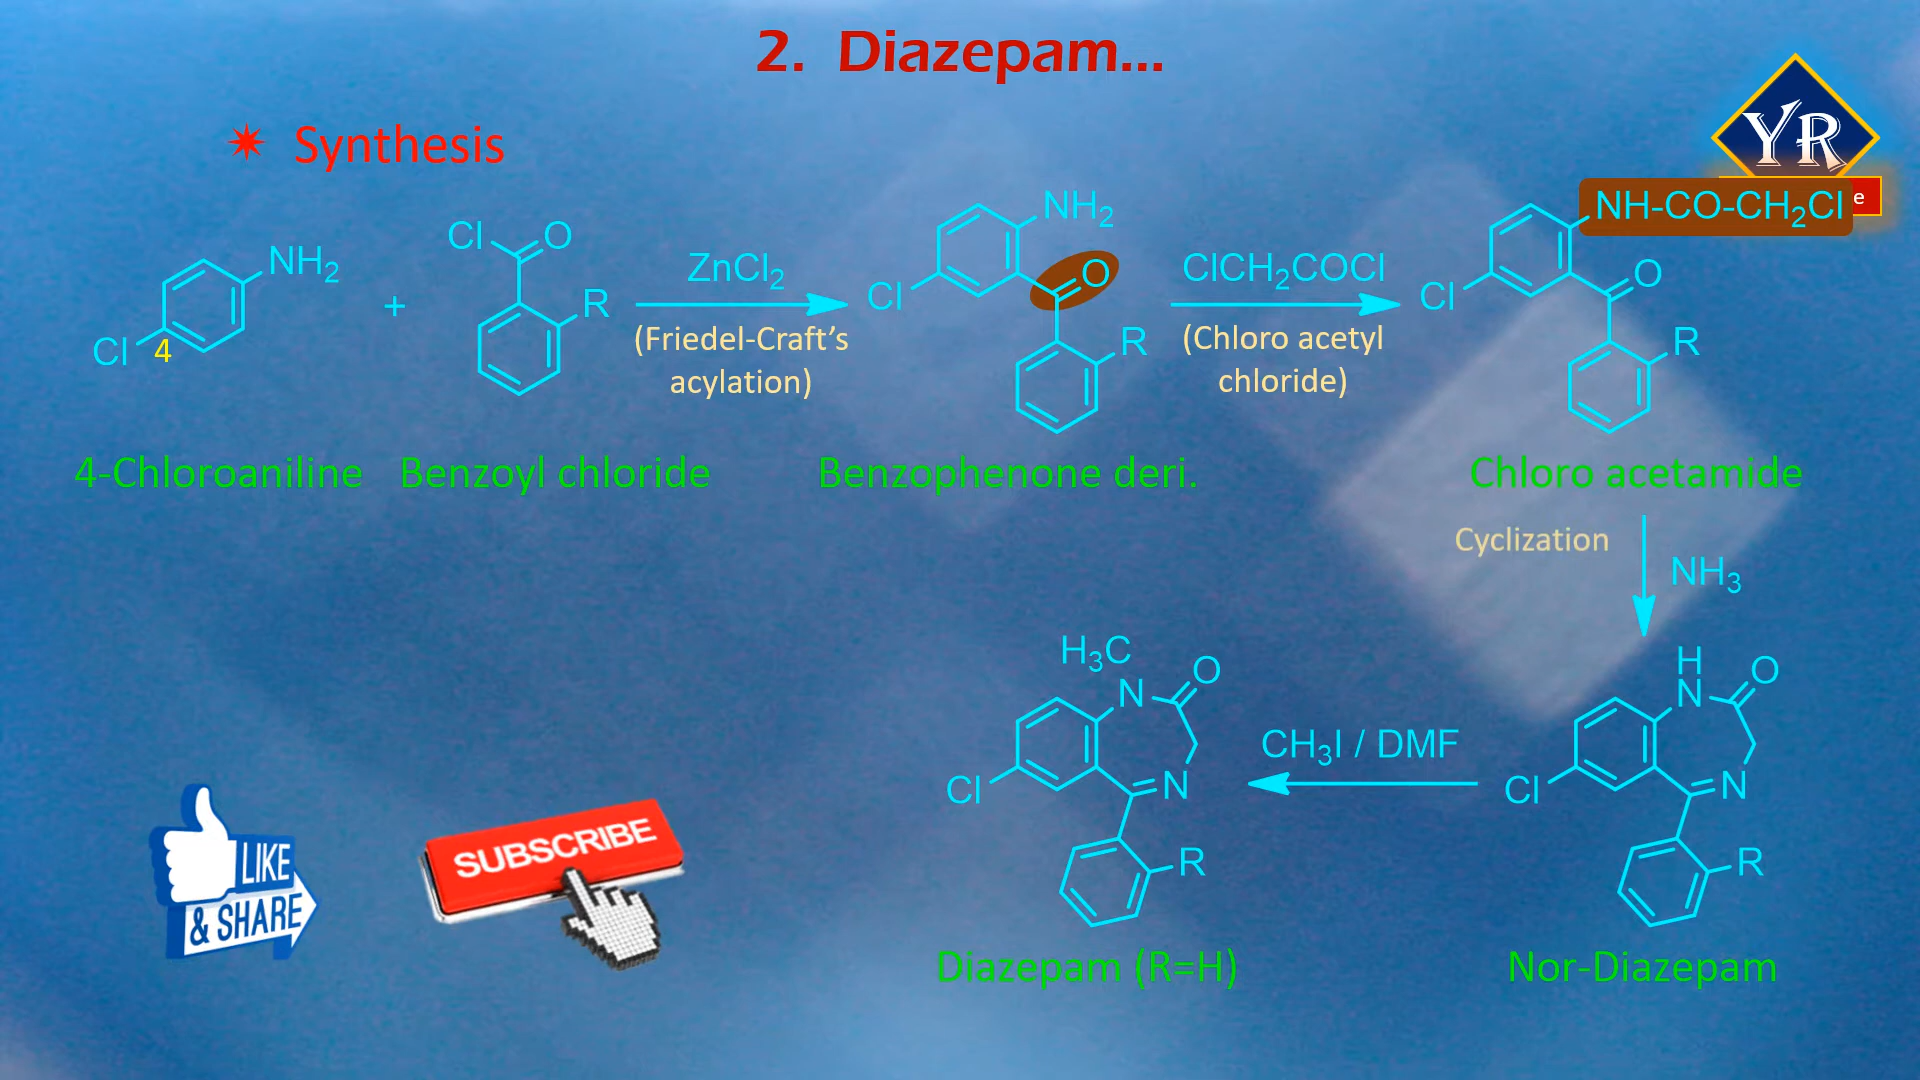 2. Diazepam...
✷ Synthesis
YR
e
NH₂
Cl
4
+
Cl
O
R
ZnCl₂
(Friedel-Craft's
acylation)
NH₂
O
Cl
R
ClCH₂COCl
(Chloro acetyl
chloride)
NH-CO-CH₂Cl
O
Cl
R
4-Chloroaniline
Benzoyl chloride
Benzophenone deri.
Chloro acetamide
Cyclization
NH₃
H₃C
N
O
Cl
N
R
CH₃I / DMF
H
N
O
Cl
N
R
LIKE
& SHARE
SUBSCRIBE
Diazepam (R=H)
Nor-Diazepam